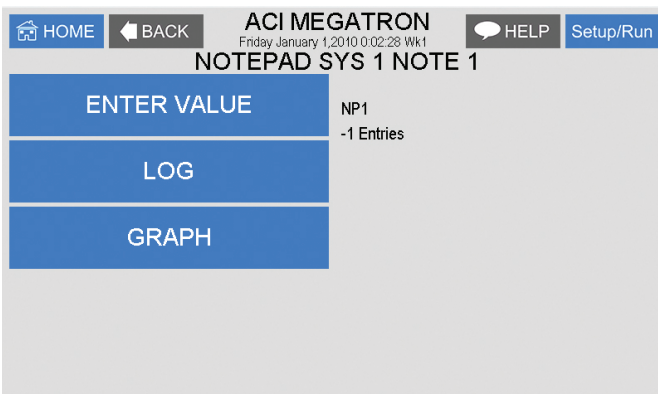 HOME
BACK
ACI MEGATRON
Friday January 1,2010 0:02:28 Wk1
HELP
Setup/Run
NOTEPAD SYS 1 NOTE 1
ENTER VALUE
NP1
-1 Entries
LOG
GRAPH